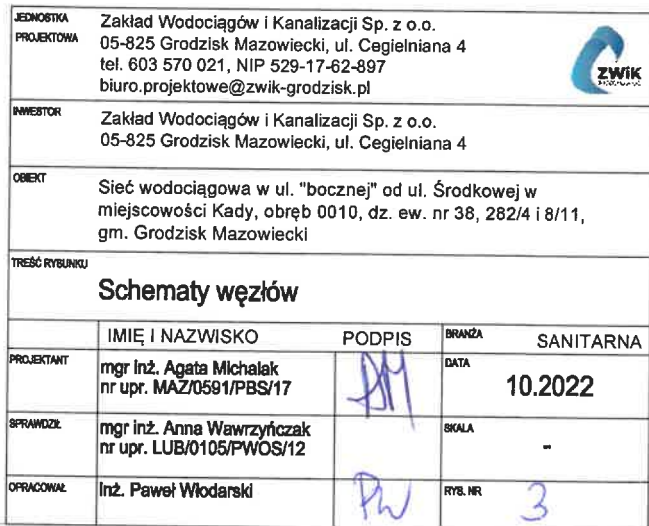 JEDNOSTKA PROJEKTOWA
Zakład Wodociągów i Kanalizacji Sp. z o.o.
05-825 Grodzisk Mazowiecki, ul. Cegielniana 4
tel. 603 570 021, NIP 529-17-62-897
biuro.projektowe@zwik-grodzisk.pl
ZWiK
INWESTOR
Zakład Wodociągów i Kanalizacji Sp. z o.o.
05-825 Grodzisk Mazowiecki, ul. Cegielniana 4
OBIEKT
Sieć wodociągowa w ul. "bocznej" od ul. Środkowej w
miejscowości Kady, obręb 0010, dz. ew. nr 38, 282/4 i 8/11,
gm. Grodzisk Mazowiecki
TREŚĆ RYSUNKU
Schematy węzłów
IMIĘ I NAZWISKO PODPIS BRANŻA SANITARNA
PROJEKTANT
mgr inż. Agata Michalak
nr upr. MAZ/0591/PBS/17
AM
DATA
10.2022
SPRAWDZIŁ
mgr inż. Anna Wawrzyńczak
nr upr. LUB/0105/PWOS/12
SKALA
-
OPRACOWAŁ
inż. Paweł Włodarski
PW
RYS. NR
3